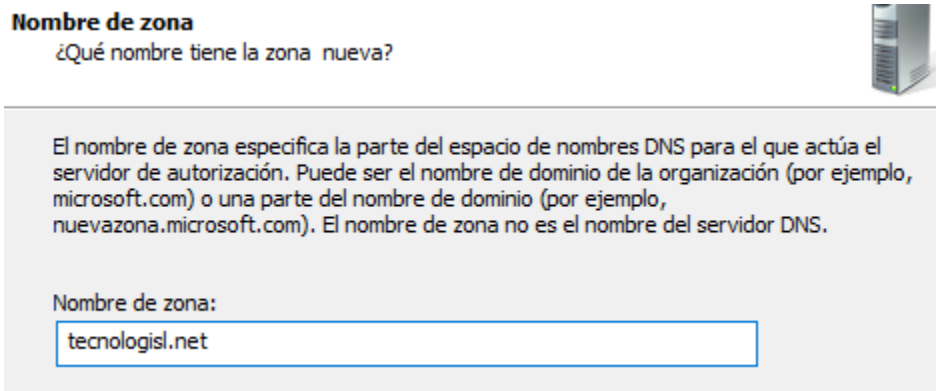 Nombre de zona
¿Qué nombre tiene la zona nueva?
El nombre de zona especifica la parte del espacio de nombres DNS para el que actúa el
servidor de autorización. Puede ser el nombre de dominio de la organización (por ejemplo,
microsoft.com) o una parte del nombre de dominio (por ejemplo,
nuevazona.microsoft.com). El nombre de zona no es el nombre del servidor DNS.
Nombre de zona:
tecnologisl.net